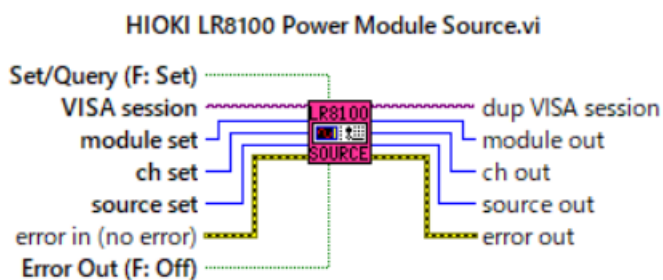 HIOKI LR8100 Power Module Source.vi
Set/Query (F: Set)
VISA session
module set
ch set
source set
error in (no error)
Error Out (F: Off)
LR8100
SOURCE
dup VISA session
module out
ch out
source out
error out